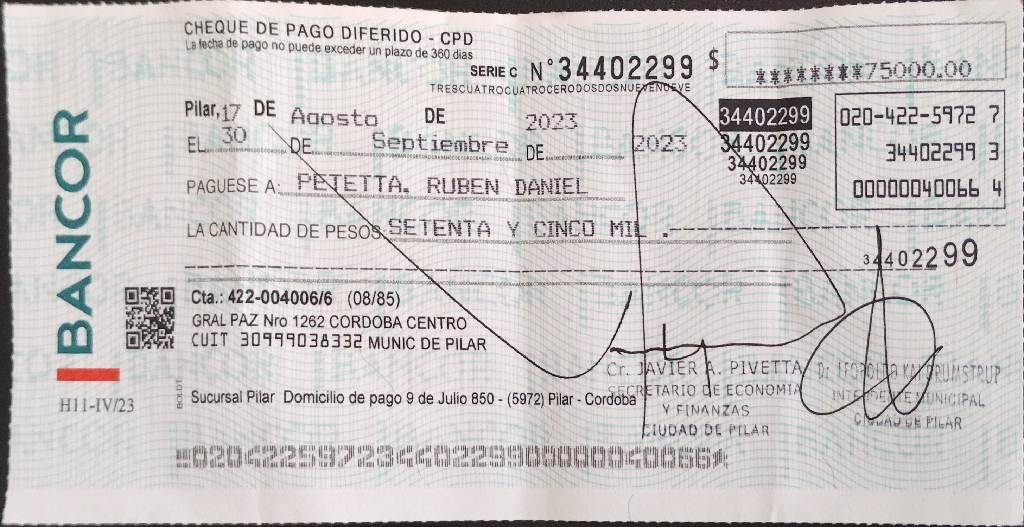 CHEQUE DE PAGO DIFERIDO - CPD
La fecha de pago no puede exceder un plazo de 360 dias
SERIE C N°34402299 $ ********75000.00
TRESCUATROCUATROCERODOSDOSNUEVENUEVE
Pilar, 17 DE Agosto DE 2023
EL 30 DE Septiembre DE 2023
34402299
34402299
34402299
34402299
020-422-5972 7
34402299 3
00000040066 4
PAGUESE A: PETETTA. RUBEN DANIEL
LA CANTIDAD DE PESOS SETENTA Y CINCO MIL .-
34402299
BANCOR
Cta.: 422-004006/6 (08/85)
GRAL PAZ Nro 1262 CORDOBA CENTRO
CUIT 30999038332 MUNIC DE PILAR
Cr. JAVIER A. PIVETTA
SECRETARIO DE ECONOMIA
Y FINANZAS
CIUDAD DE PILAR
Dr. LEOPOLDO
INTENDENTE MUNICIPAL
CIUDAD DE PILAR
H11-IV/23
BOLDT
Sucursal Pilar Domicilio de pago 9 de Julio 850 - (5972) Pilar - Cordoba